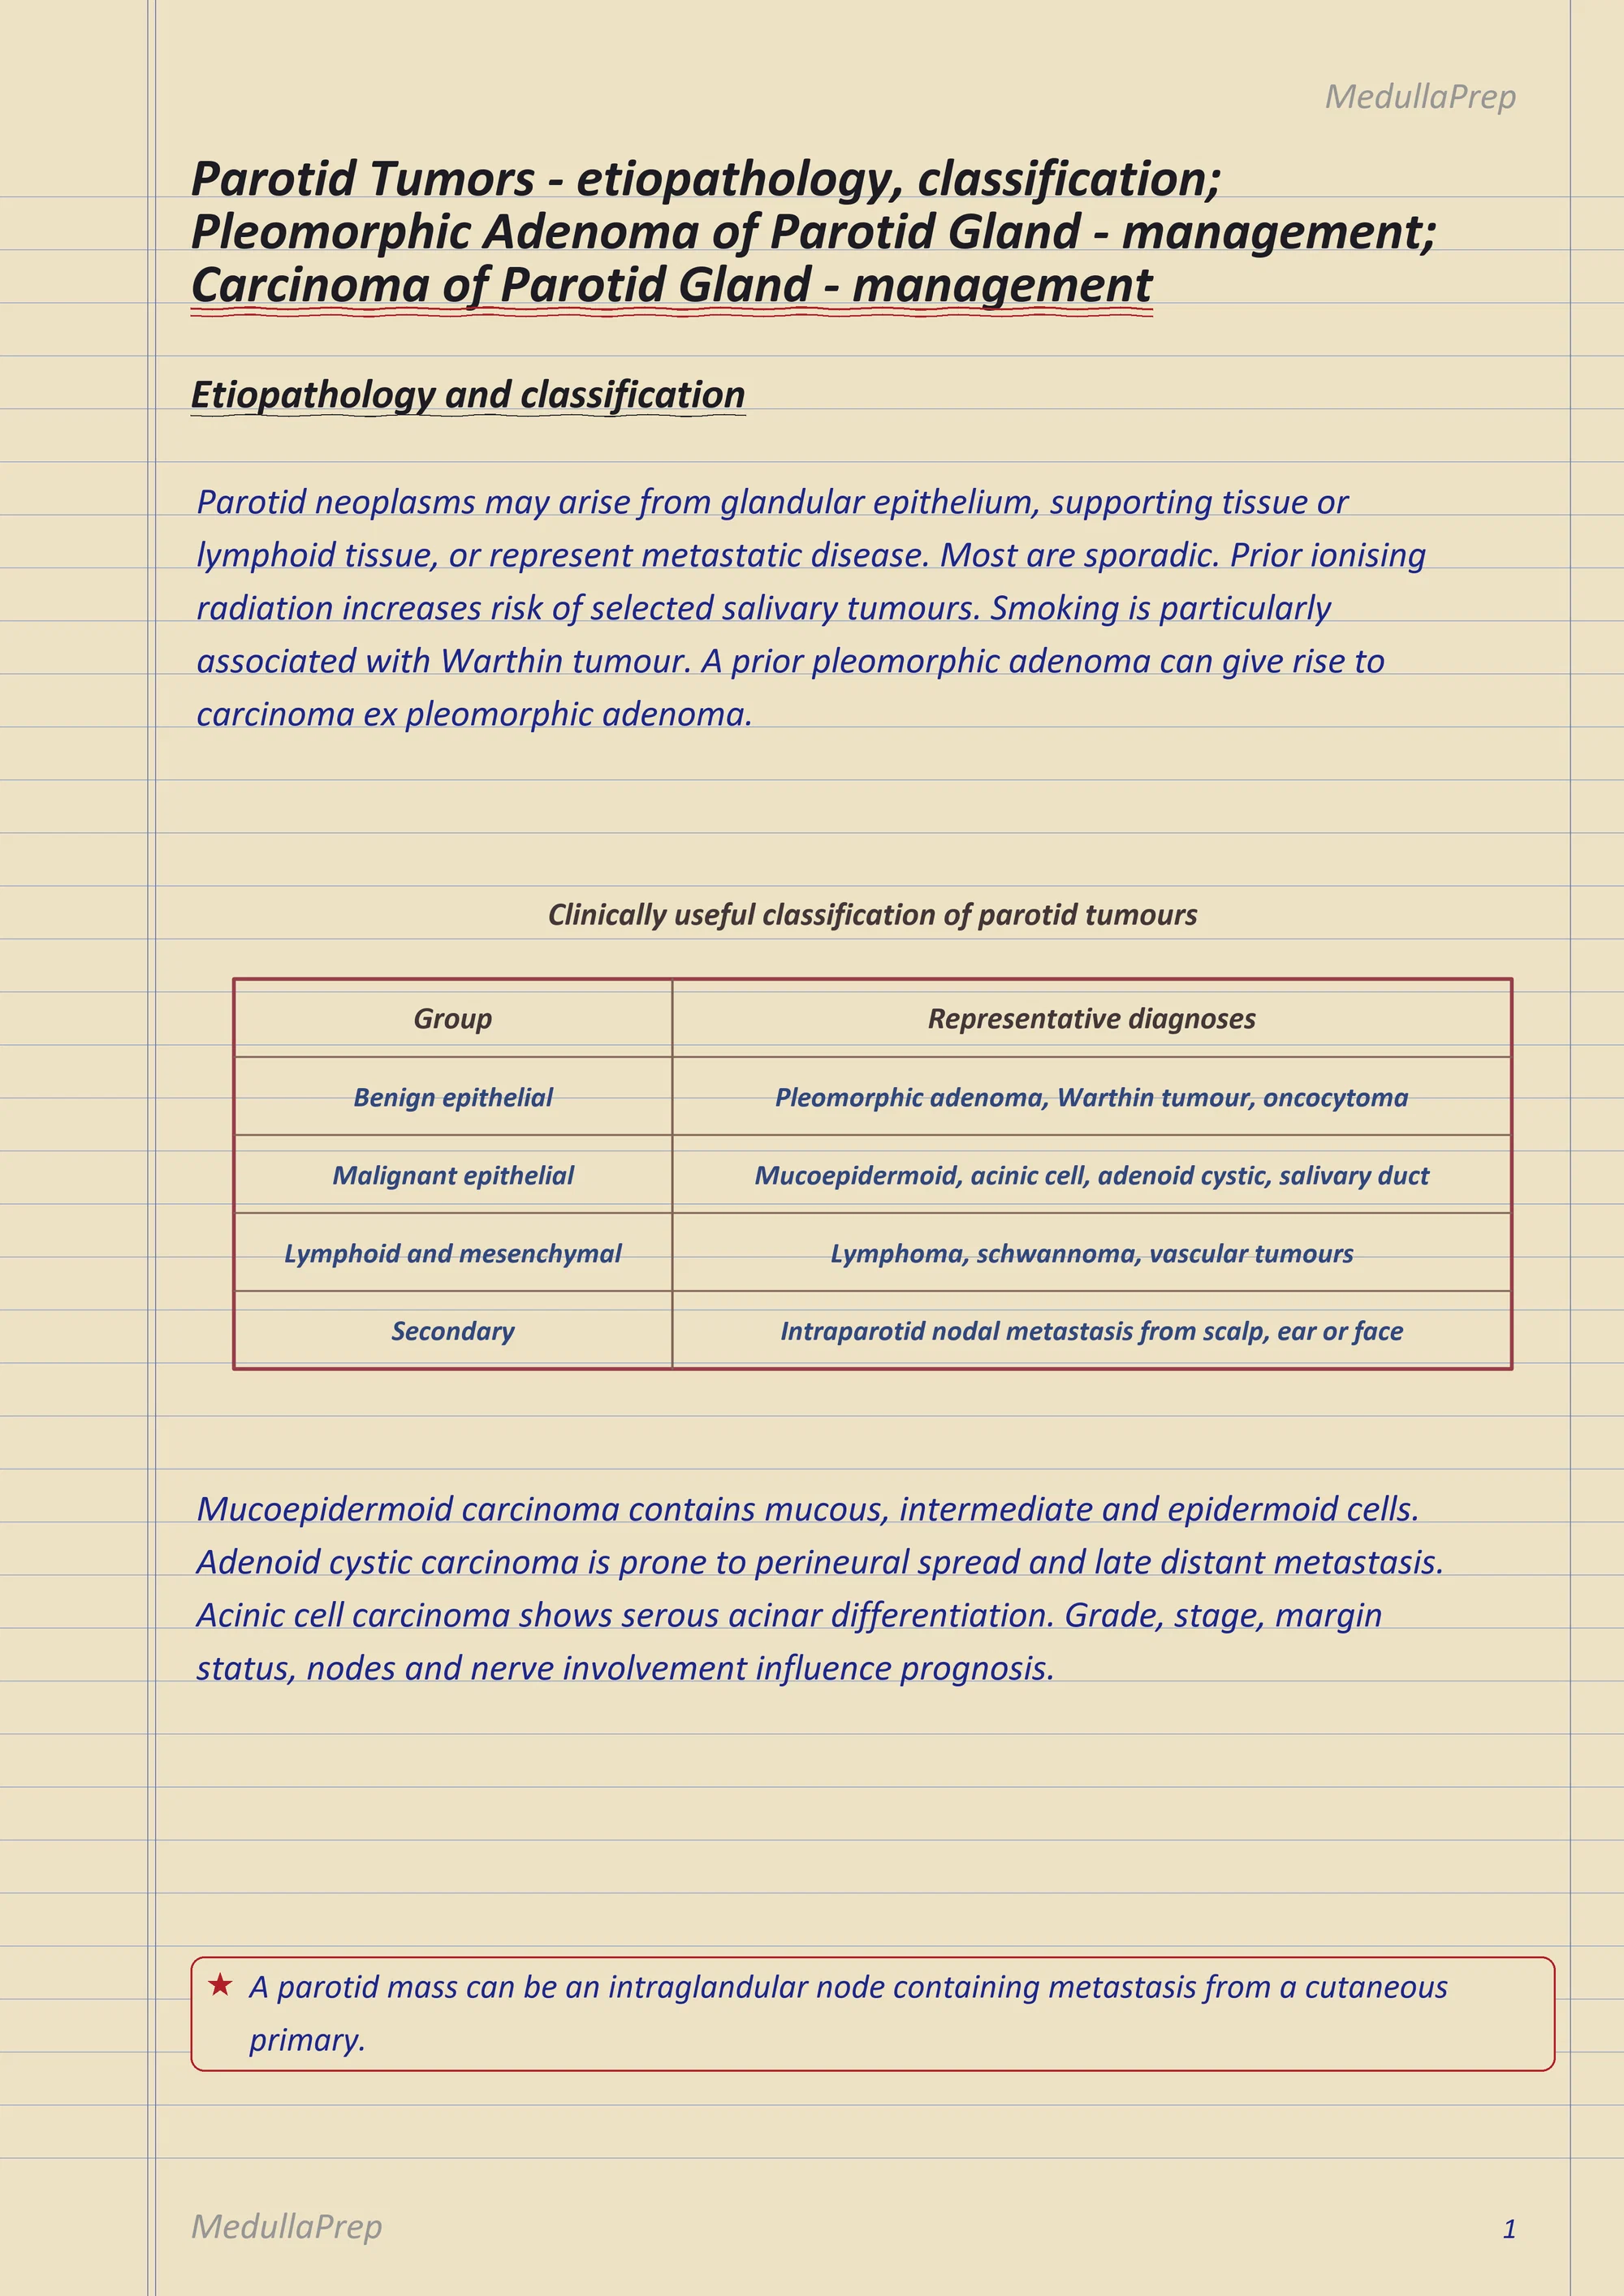 MedullaPrep
Parotid Tumors - etiopathology, classification;
Pleomorphic Adenoma of Parotid Gland - management;
Carcinoma of Parotid Gland - management
Etiopathology and classification
Parotid neoplasms may arise from glandular epithelium, supporting tissue or
lymphoid tissue, or represent metastatic disease. Most are sporadic. Prior ionising
radiation increases risk of selected salivary tumours. Smoking is particularly
associated with Warthin tumour. A prior pleomorphic adenoma can give rise to
carcinoma ex pleomorphic adenoma.
Clinically useful classification of parotid tumours
Group Representative diagnoses
Benign epithelial Pleomorphic adenoma, Warthin tumour, oncocytoma
Malignant epithelial Mucoepidermoid, acinic cell, adenoid cystic, salivary duct
Lymphoid and mesenchymal Lymphoma, schwannoma, vascular tumours
Secondary Intraparotid nodal metastasis from scalp, ear or face
Mucoepidermoid carcinoma contains mucous, intermediate and epidermoid cells.
Adenoid cystic carcinoma is prone to perineural spread and late distant metastasis.
Acinic cell carcinoma shows serous acinar differentiation. Grade, stage, margin
status, nodes and nerve involvement influence prognosis.
★ A parotid mass can be an intraglandular node containing metastasis from a cutaneous
primary.
MedullaPrep 1